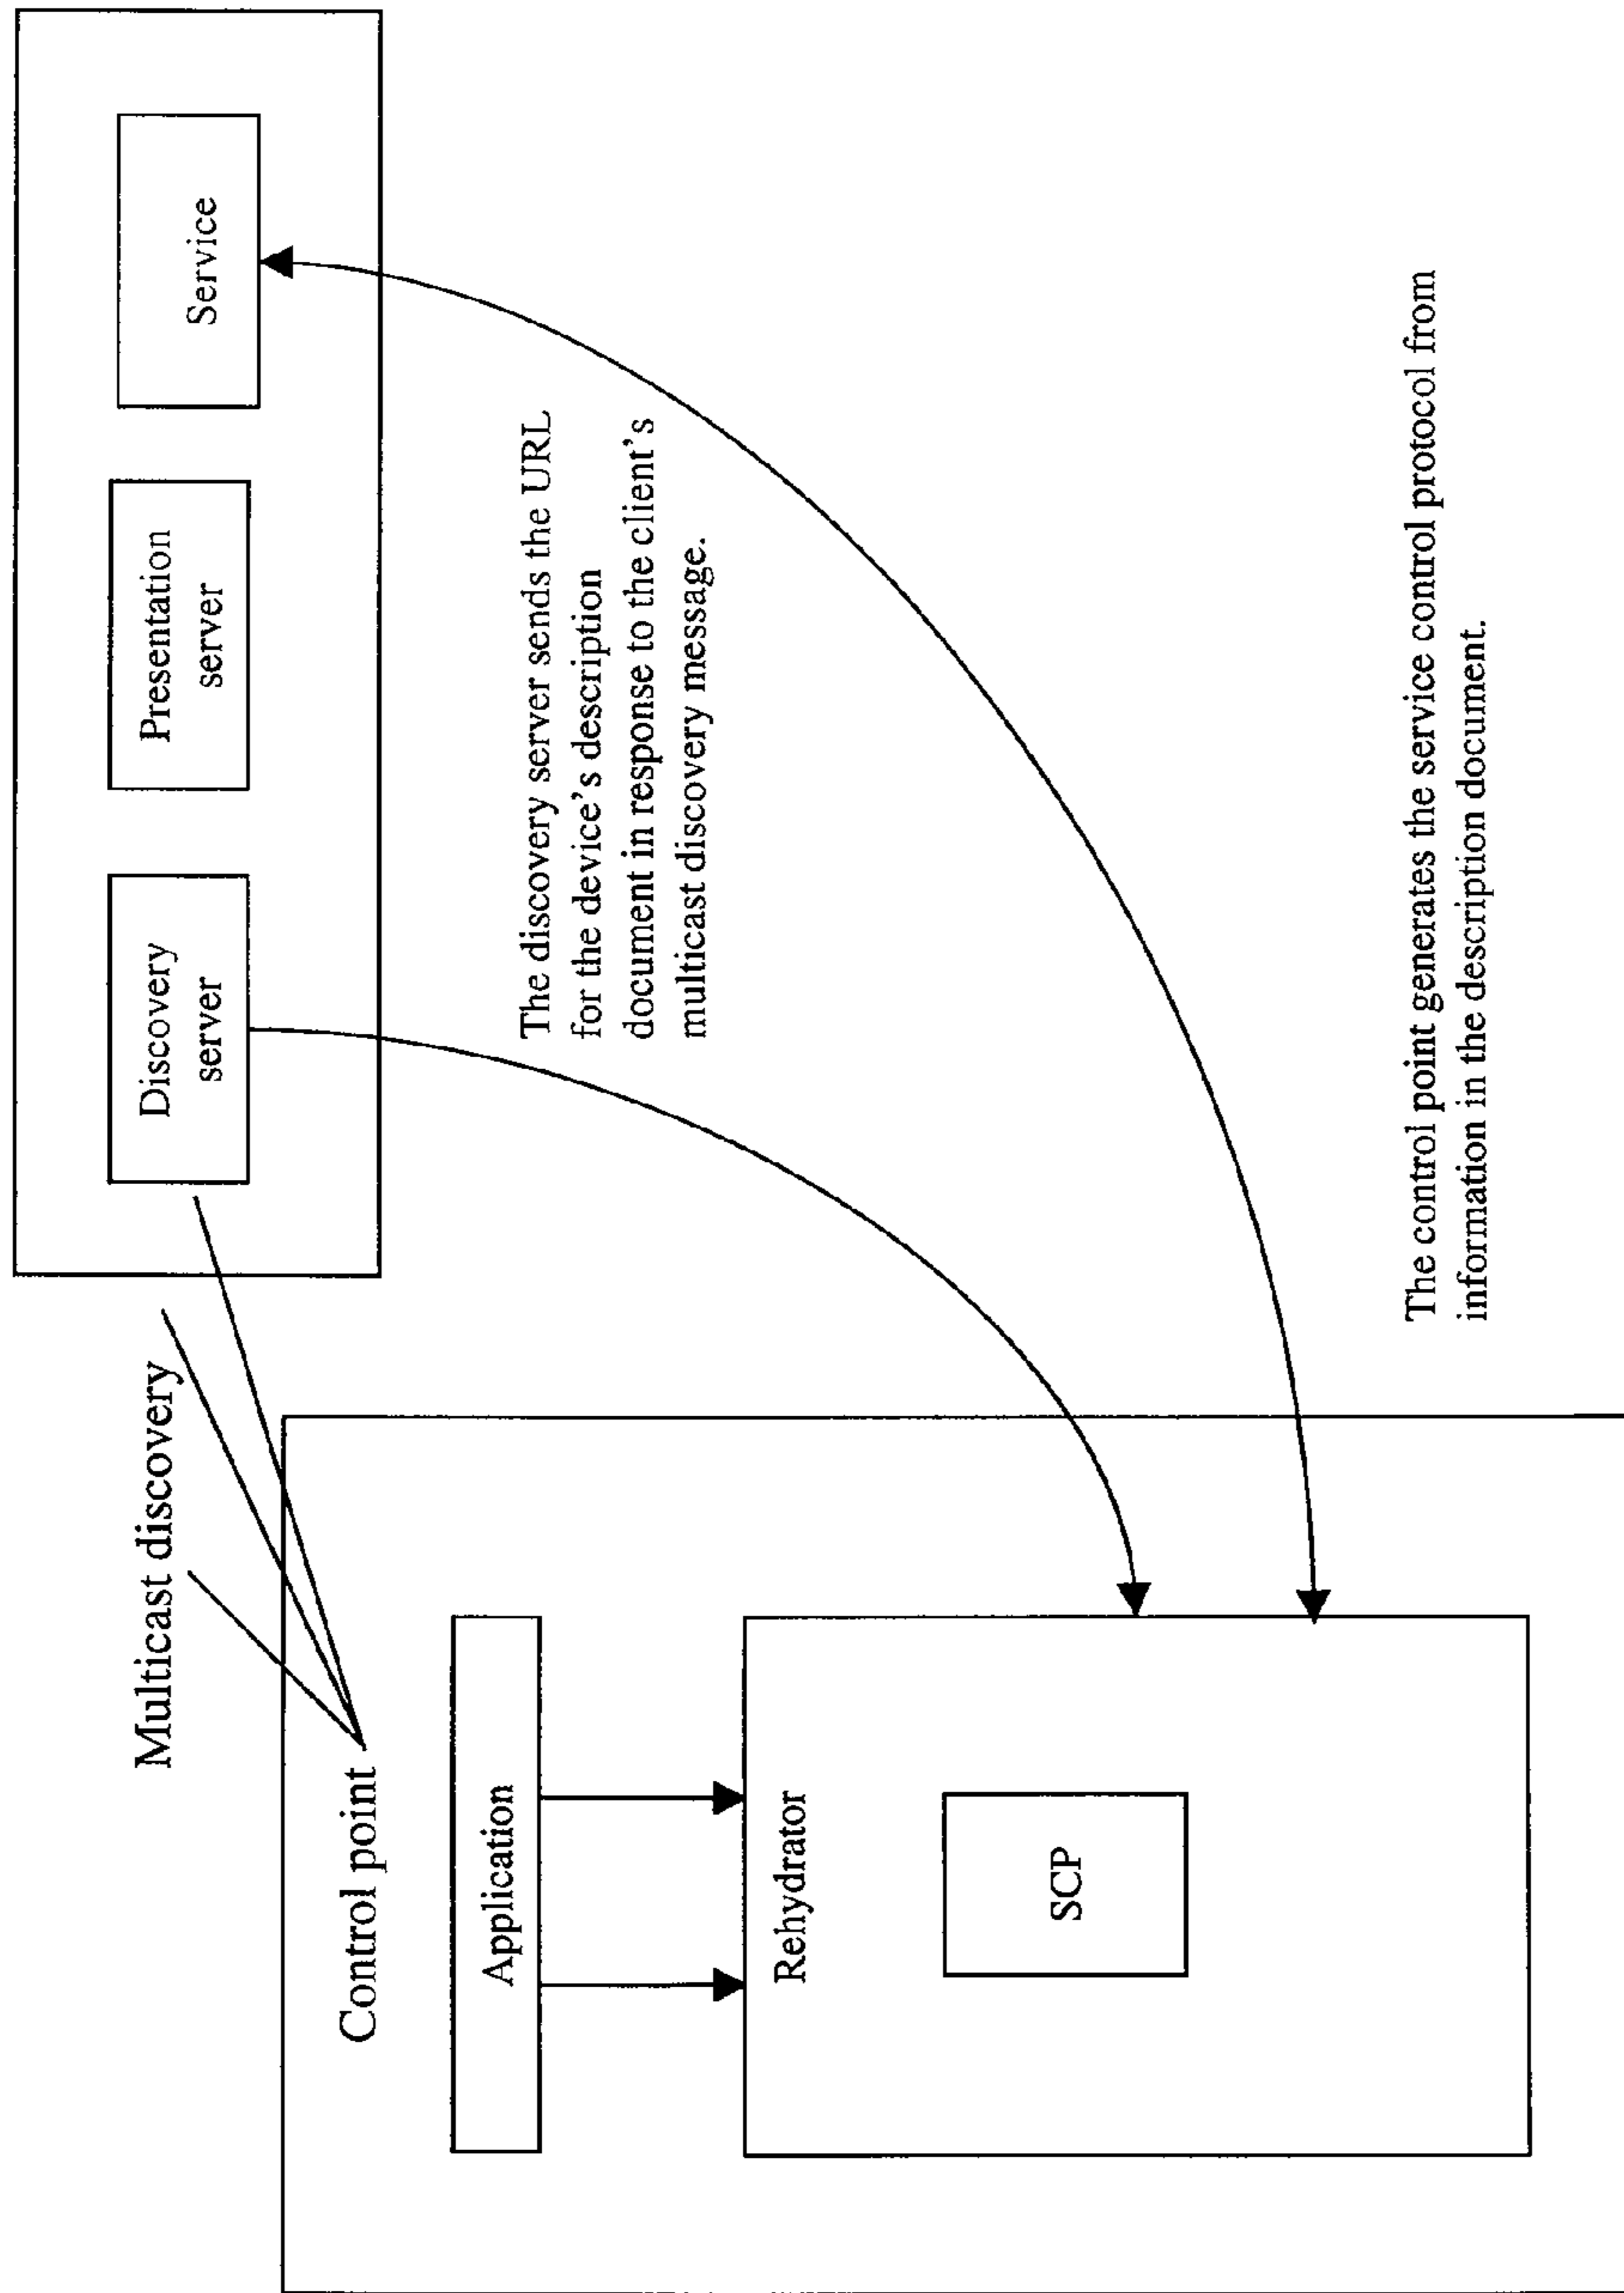 Multicast discovery
Control point
Application
Rehydrator
SCP
Discovery
server
Presentation
server
Service
The discovery server sends the URL
for the device's description
document in response to the client's
multicast discovery message.
The control point generates the service control protocol from
information in the description document.